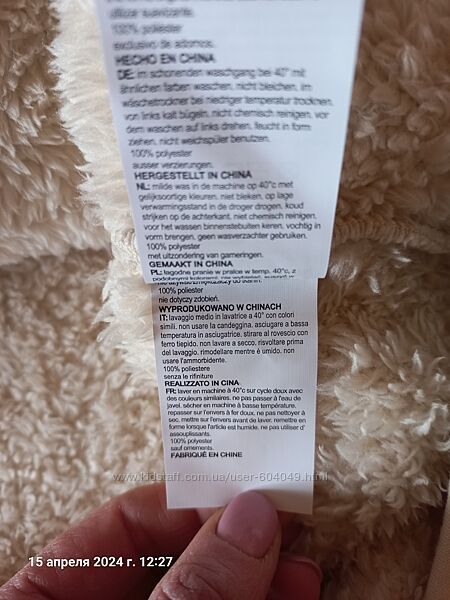 utilizar suavizante.
100% poliéster
exclusivo de adornos.
HECHO EN CHINA
DE: im schonenden waschgang bei 40° mit
ähnlichen farben waschen, nicht bleichen, im
wäschetrockner bei niedriger temperatur trocknen,
von links kalt bügeln, nicht chemisch reinigen, vor
dem waschen auf links drehen, feucht in form
ziehen, nicht weichspüler benutzen.
100% polyester
ausser verzierungen.
HERGESTELLT IN CHINA
NL: milde was in de machine op 40°c met
gelijksoortige kleuren, niet bleken, op lage
verwarmingsstand in de droger drogen, koud
strijken op de achterkant, niet chemisch reinigen,
voor het wassen binnenstebuiten keren, vochtig in
vorm brengen, geen wasverzachter gebruiken.
100% polyester
met uitzondering van garneringen.
GEMAAKT IN CHINA
PL: łagodne pranie w pralce w temp. 40°c, z
podobnymi kolorami, nie
100% poliester
nie dotyczy zdobień.
WYPRODUKOWANO W CHINACH
IT: lavaggio medio in lavatrice a 40° con colori
simili. non usare la candeggina. asciugare a bassa
temperatura in asciugatrice. stirare al rovescio con
ferro tiepido. non lavare a secco. risvoltare prima
del lavaggio. rimodellare mentre è umido. non
usare l'ammorbidente.
100% poliestere
senza le rifiniture
REALIZZATO IN CINA
FR: laver en machine à 40°c sur cycle doux avec
des couleurs similaires. ne pas passer à l'eau de
javel. sécher en machine à basse température.
repasser sur l'envers à fer doux. ne pas nettoyer à
sec. mettre sur l'envers avant de laver. remettre en
forme lorsque l'article est humide. ne pas utiliser d'
assouplissants.
100% polyester
sauf ornements.
FABRIQUÉ EN CHINE
www.kidstaff.com.ua/user-604049.html
15 апреля 2024 г. 12:27